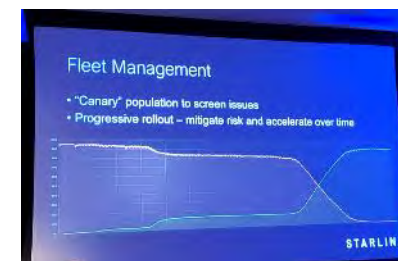 Fleet Management
• "Canary" population to screen issues
• Progressive rollout – mitigate risk and accelerate over time
STARLIN